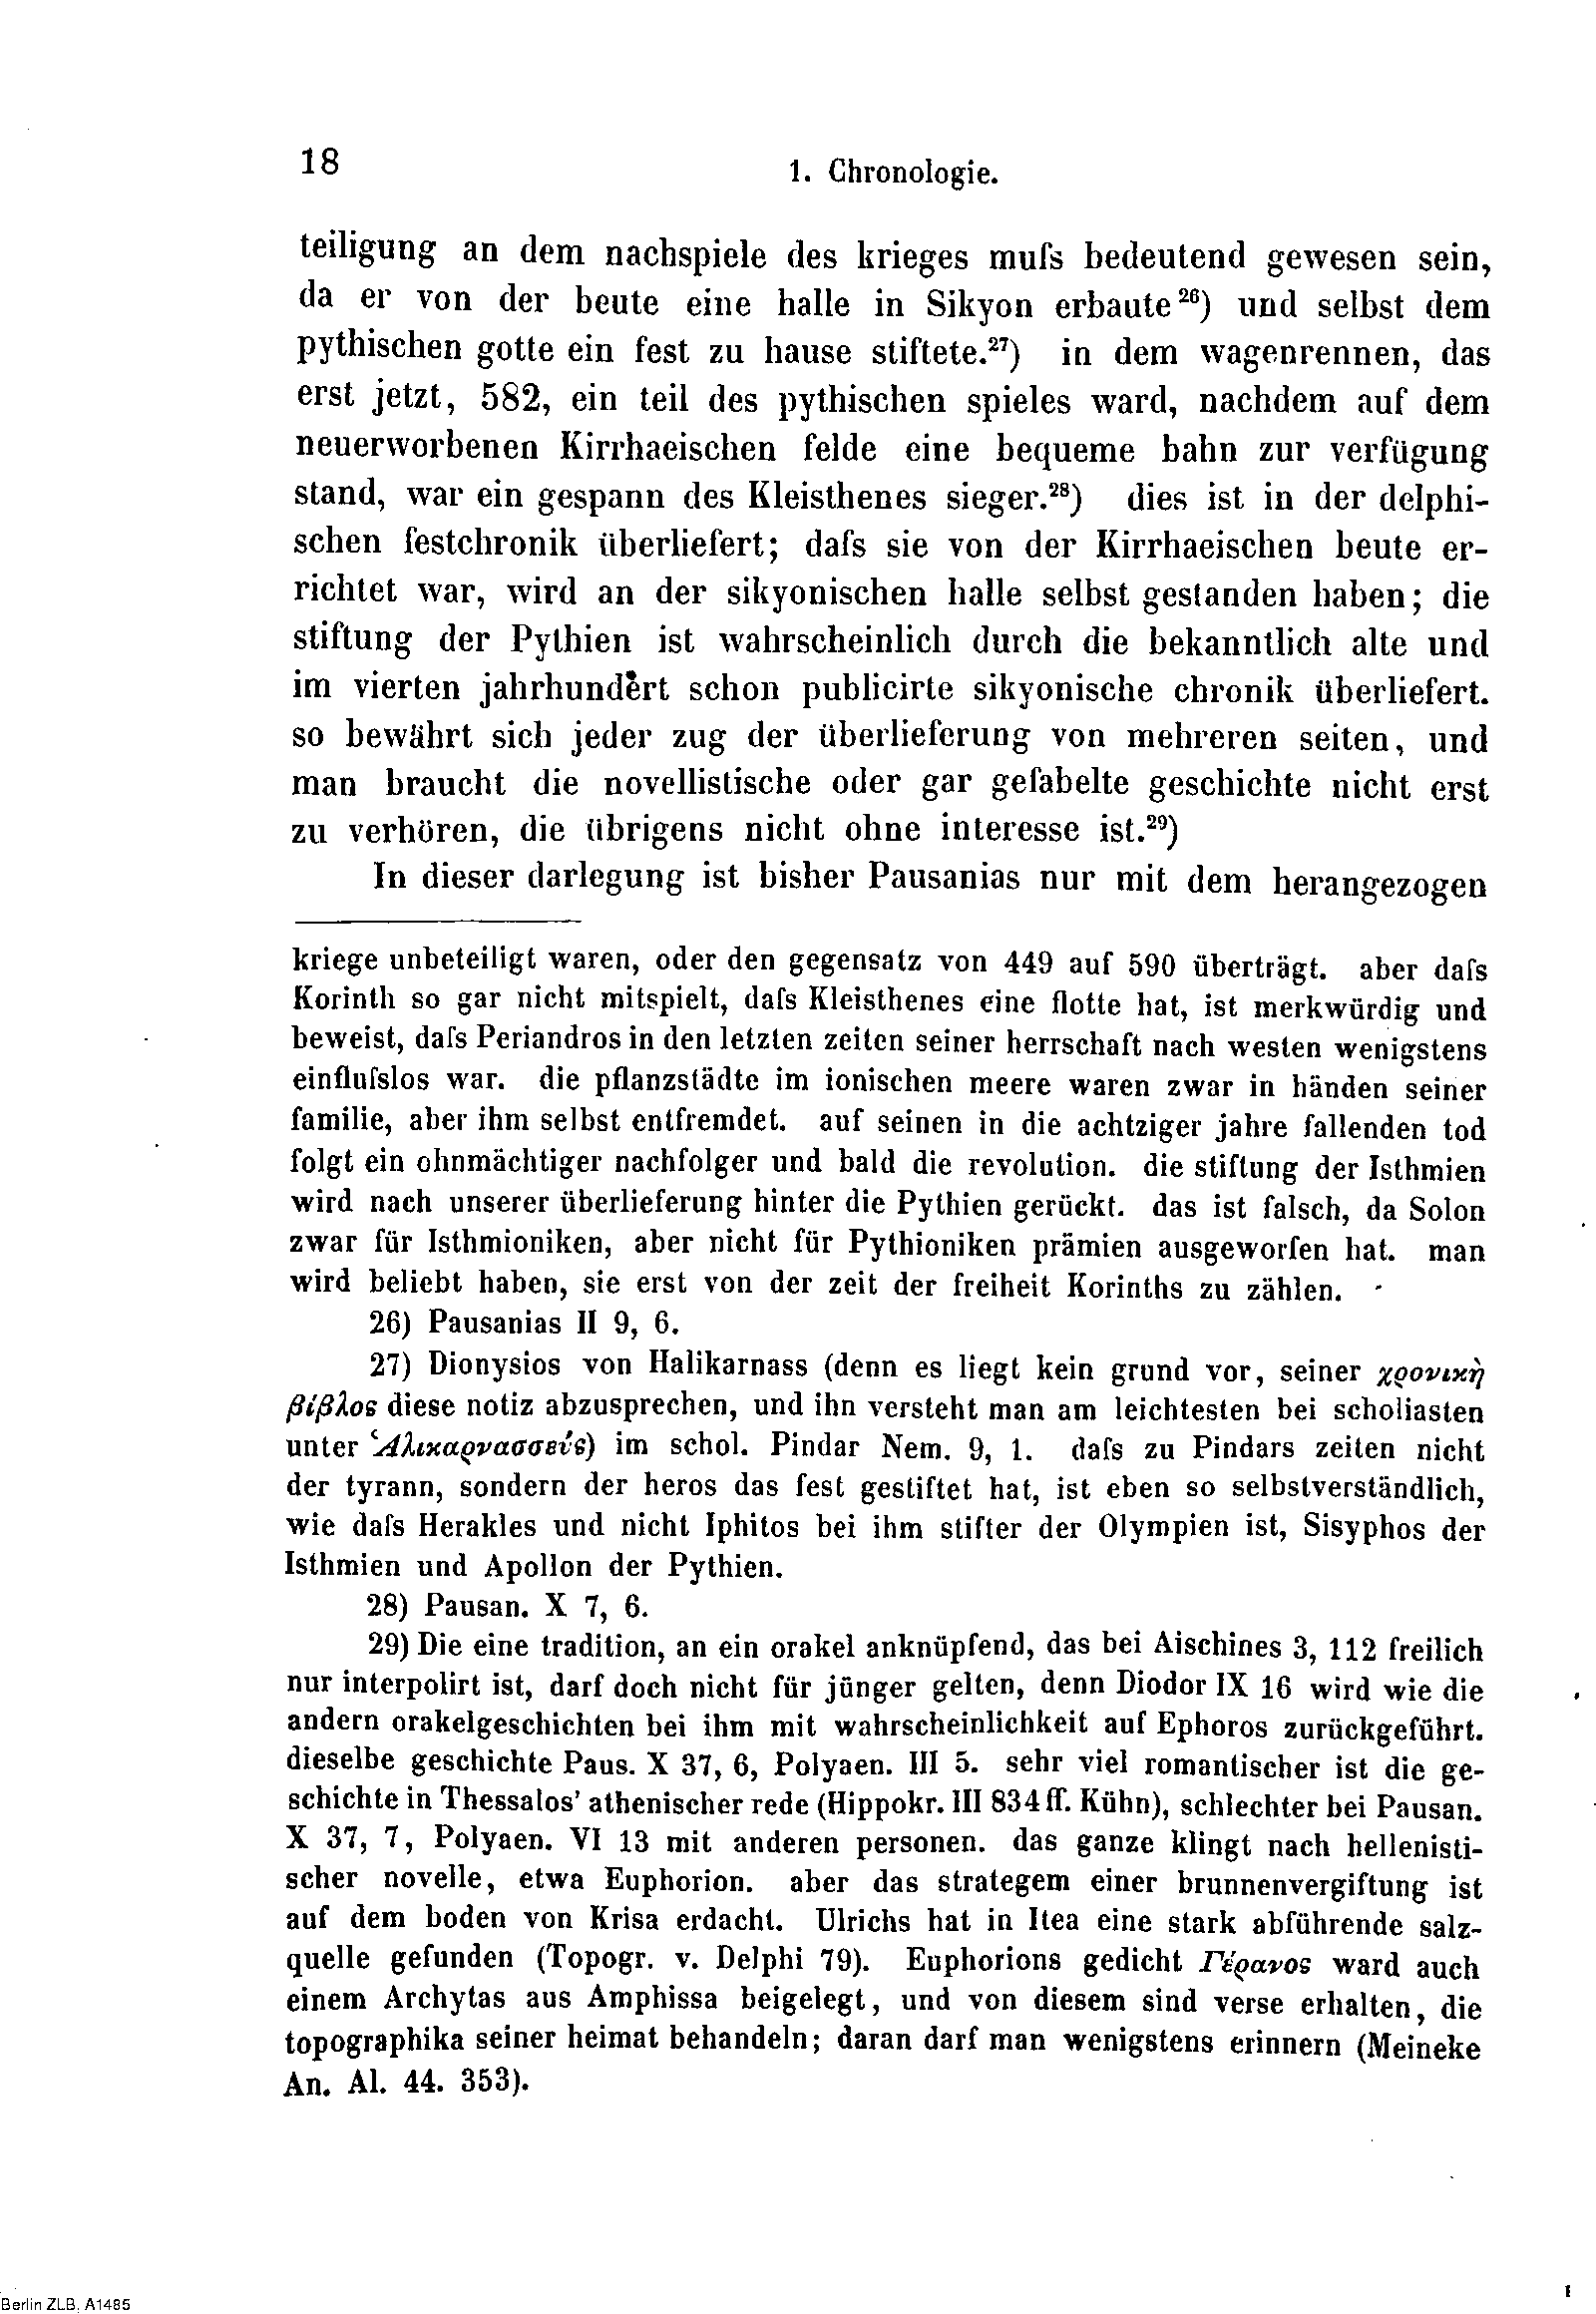 18
1. Chronologie.
teiligung an dem nachspiele des krieges muſs bedeutend gewesen sein,
da er von der beute eine halle in Sikyon erbaute²⁶) und selbst dem
pythischen gotte ein fest zu hause stiftete.²⁷) in dem wagenrennen, das
erst jetzt, 582, ein teil des pythischen spieles ward, nachdem auf dem
neuerworbenen Kirrhaeischen felde eine bequeme bahn zur verfügung
stand, war ein gespann des Kleisthenes sieger.²⁸) dies ist in der delphi-
schen festchronik überliefert; daſs sie von der Kirrhaeischen beute er-
richtet war, wird an der sikyonischen halle selbst gestanden haben; die
stiftung der Pythien ist wahrscheinlich durch die bekanntlich alte und
im vierten jahrhundert schon publicirte sikyonische chronik überliefert.
so bewährt sich jeder zug der überlieferung von mehreren seiten, und
man braucht die novellistische oder gar gefabelte geschichte nicht erst
zu verhören, die übrigens nicht ohne interesse ist.²⁹)
In dieser darlegung ist bisher Pausanias nur mit dem herangezogen
kriege unbeteiligt waren, oder den gegensatz von 449 auf 590 überträgt. aber daſs
Korinth so gar nicht mitspielt, daſs Kleisthenes eine flotte hat, ist merkwürdig und
beweist, daſs Periandros in den letzten zeiten seiner herrschaft nach westen wenigstens
einfluſslos war. die pflanzstädte im ionischen meere waren zwar in händen seiner
familie, aber ihm selbst entfremdet. auf seinen in die achtziger jahre fallenden tod
folgt ein ohnmächtiger nachfolger und bald die revolution. die stiftung der Isthmien
wird nach unserer überlieferung hinter die Pythien gerückt. das ist falsch, da Solon
zwar für Isthmioniken, aber nicht für Pythioniken prämien ausgeworfen hat. man
wird beliebt haben, sie erst von der zeit der freiheit Korinths zu zählen.
26) Pausanias II 9, 6.
27) Dionysios von Halikarnass (denn es liegt kein grund vor, seiner χρονικὴ
βίβλος diese notiz abzusprechen, und ihn versteht man am leichtesten bei scholiasten
unter Ἁλικαρνασσεύς) im schol. Pindar Nem. 9, 1. daſs zu Pindars zeiten nicht
der tyrann, sondern der heros das fest gestiftet hat, ist eben so selbstverständlich,
wie daſs Herakles und nicht Iphitos bei ihm stifter der Olympien ist, Sisyphos der
Isthmien und Apollon der Pythien.
28) Pausan. X 7, 6.
29) Die eine tradition, an ein orakel anknüpfend, das bei Aischines 3, 112 freilich
nur interpolirt ist, darf doch nicht für jünger gelten, denn Diodor IX 16 wird wie die
andern orakelgeschichten bei ihm mit wahrscheinlichkeit auf Ephoros zurückgeführt.
dieselbe geschichte Paus. X 37, 6, Polyaen. III 5. sehr viel romantischer ist die ge-
schichte in Thessalos' athenischer rede (Hippokr. III 834 ff. Kühn), schlechter bei Pausan.
X 37, 7, Polyaen. VI 13 mit anderen personen. das ganze klingt nach hellenisti-
scher novelle, etwa Euphorion. aber das strategem einer brunnenvergiftung ist
auf dem boden von Krisa erdacht. Ulrichs hat in Itea eine stark abführende salz-
quelle gefunden (Topogr. v. Delphi 79). Euphorions gedicht Γέρανος ward auch
einem Archytas aus Amphissa beigelegt, und von diesem sind verse erhalten, die
topographika seiner heimat behandeln; daran darf man wenigstens erinnern (Meineke
An. Al. 44. 353).
Berlin ZLB, A1485